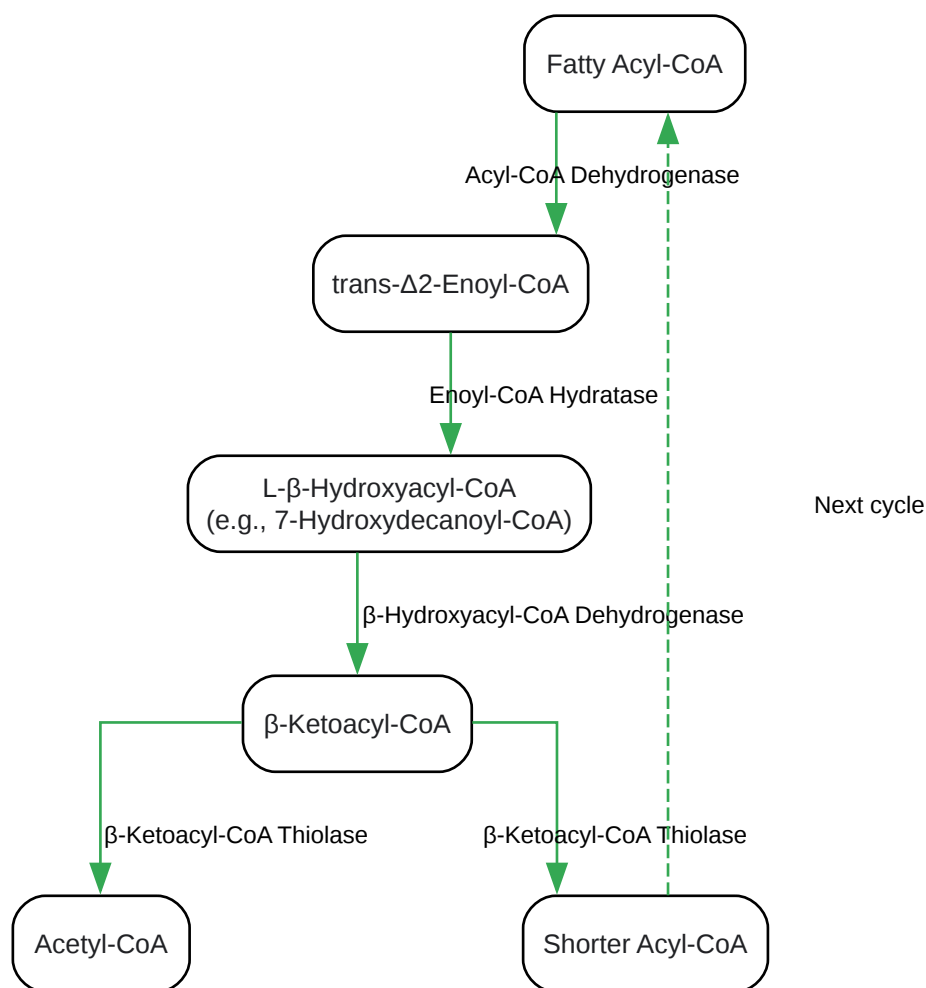 Fatty Acyl-CoA
Acyl-CoA Dehydrogenase
trans-Δ2-Enoyl-CoA
Enoyl-CoA Hydratase
L-β-Hydroxyacyl-CoA
(e.g., 7-Hydroxydecanoyl-CoA)
Next cycle
β-Hydroxyacyl-CoA Dehydrogenase
β-Ketoacyl-CoA
β-Ketoacyl-CoA Thiolase
β-Ketoacyl-CoA Thiolase
Acetyl-CoA
Shorter Acyl-CoA